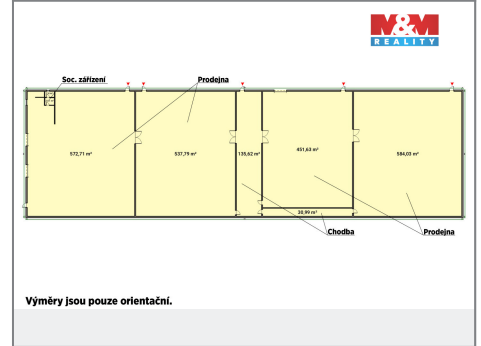 M&M
REALITY
Soc. zářízení
Prodejna
572,71 m²
537,79 m²
135,62 m²
451,63 m²
584,03 m²
30,99 m²
Chodba
Prodejna
Výměry jsou pouze orientační.